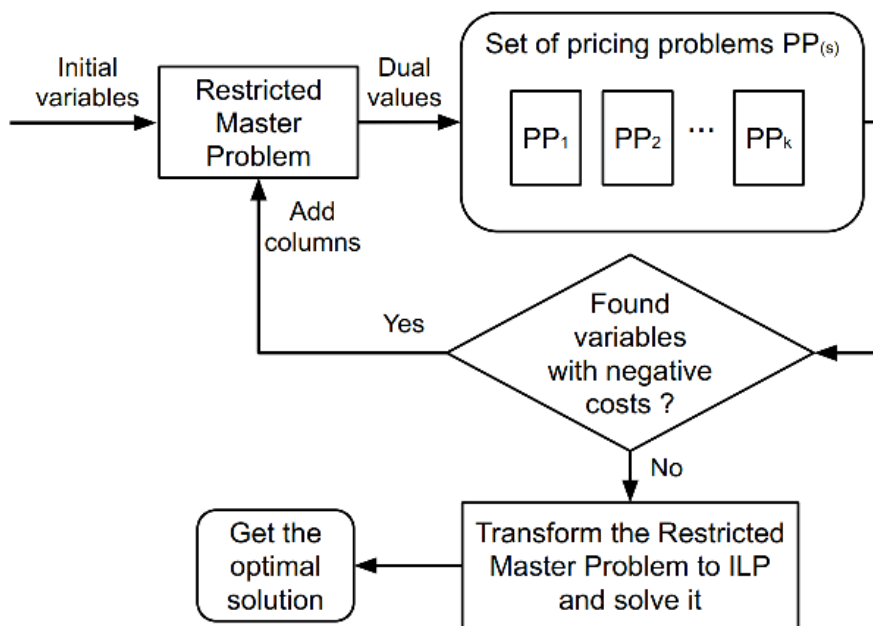 Initial
variables
Restricted
Master
Problem
Dual
values
Set of pricing problems PP(s)
PP1
PP2
...
PPk
Add
columns
Yes
Found
variables
with negative
costs ?
No
Get the
optimal
solution
Transform the Restricted
Master Problem to ILP
and solve it